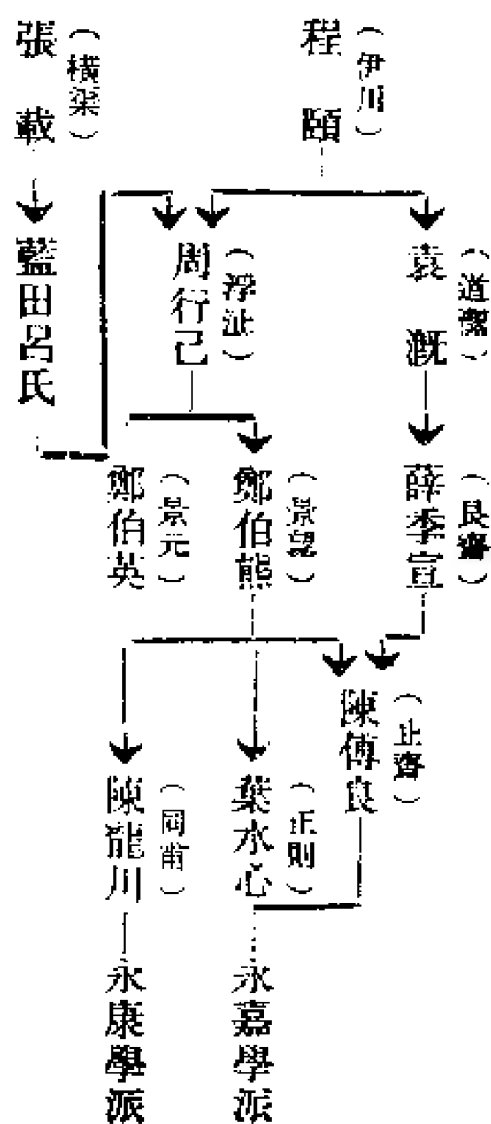 程頤
（伊川）
張載
（橫渠）
袁溉
（道潔）
周行己
（浮沚）
藍田呂氏
薛季宣
（艮齋）
鄭伯熊
（景望）
鄭伯英
（景元）
陳傅良
（止齋）
葉水心
（正則）
陳龍川
（同甫）
永嘉學派
永康學派